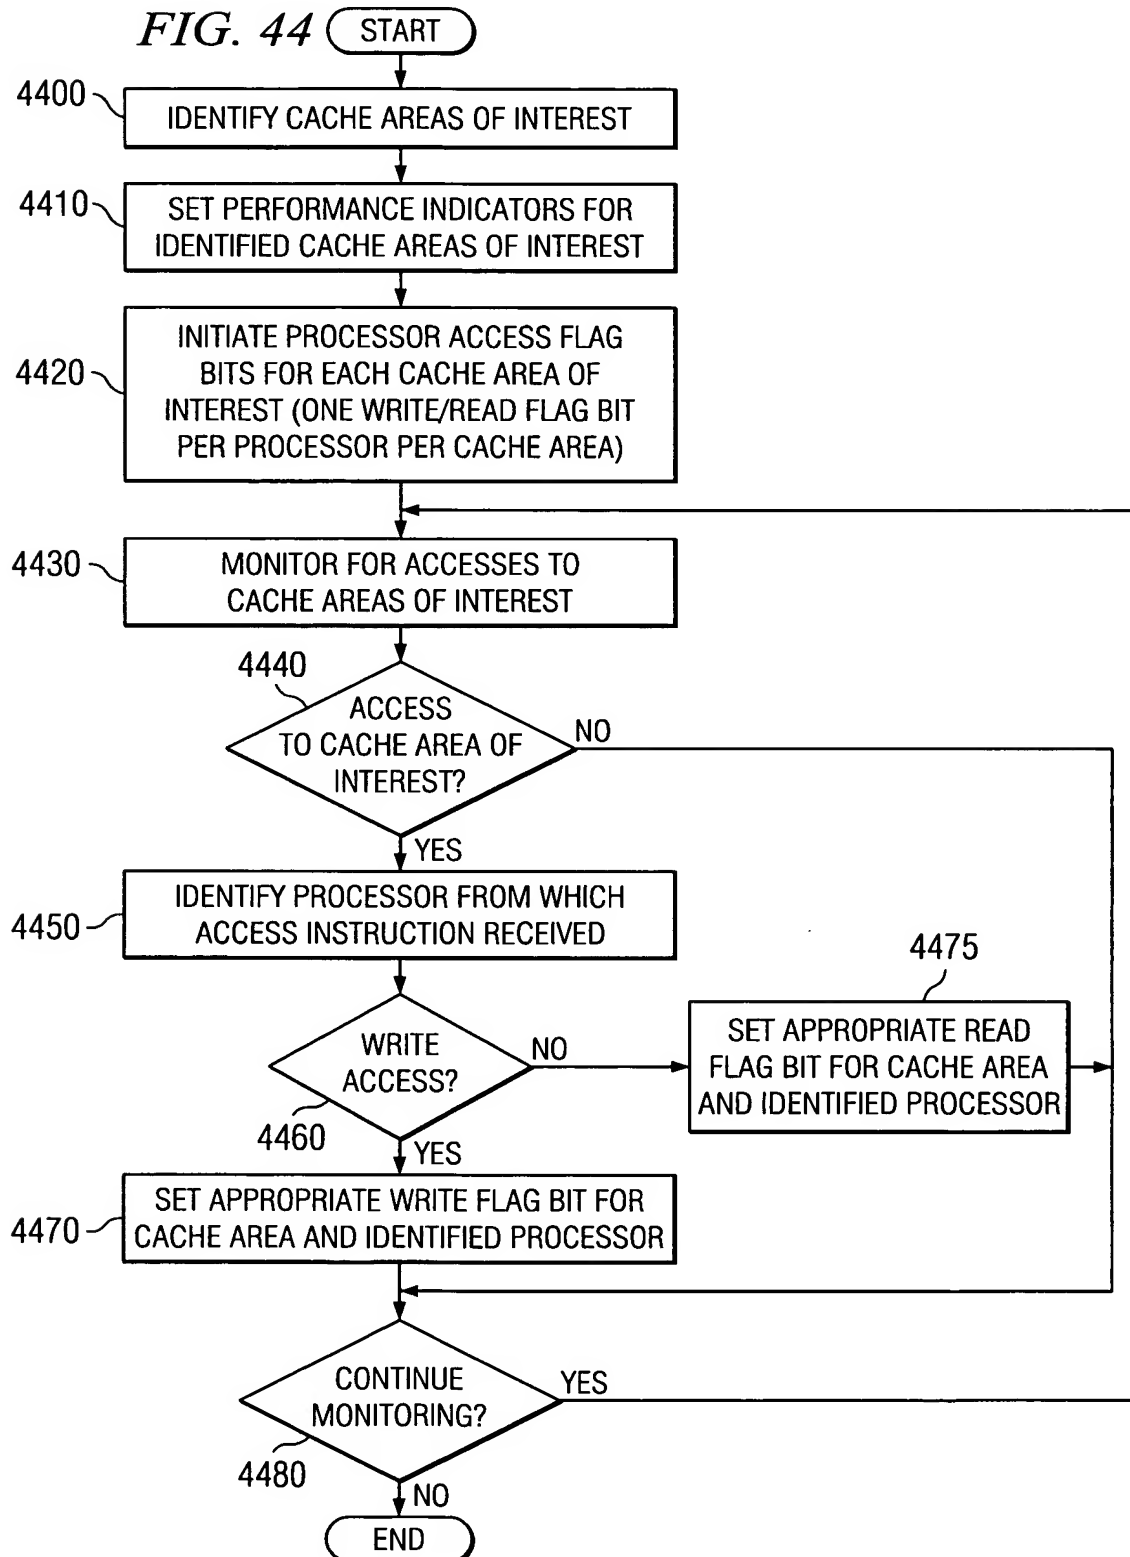 FIG. 44
START
4400
IDENTIFY CACHE AREAS OF INTEREST
4410
SET PERFORMANCE INDICATORS FOR
IDENTIFIED CACHE AREAS OF INTEREST
4420
INITIATE PROCESSOR ACCESS FLAG
BITS FOR EACH CACHE AREA OF
INTEREST (ONE WRITE/READ FLAG BIT
PER PROCESSOR PER CACHE AREA)
4430
MONITOR FOR ACCESSES TO
CACHE AREAS OF INTEREST
4440
ACCESS
TO CACHE AREA OF
INTEREST?
NO
YES
4450
IDENTIFY PROCESSOR FROM WHICH
ACCESS INSTRUCTION RECEIVED
4460
WRITE
ACCESS?
NO
4475
SET APPROPRIATE READ
FLAG BIT FOR CACHE AREA
AND IDENTIFIED PROCESSOR
YES
4470
SET APPROPRIATE WRITE FLAG BIT FOR
CACHE AREA AND IDENTIFIED PROCESSOR
CONTINUE
MONITORING?
YES
4480
NO
END